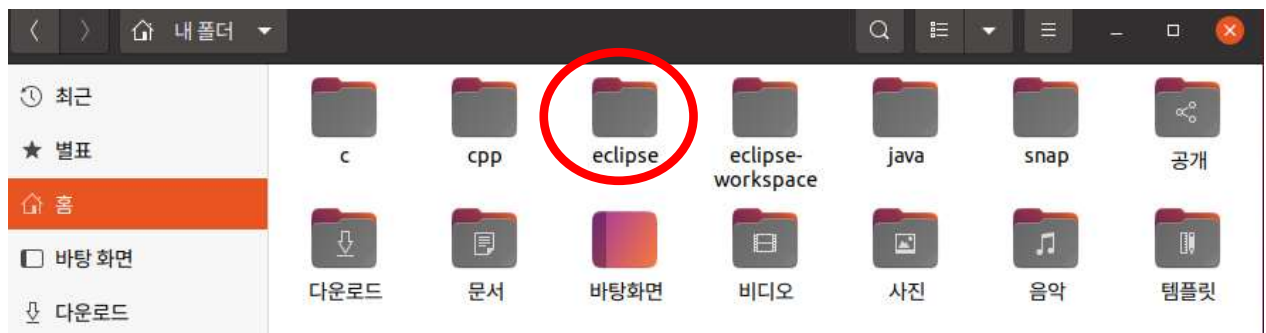 내 폴더
최근
별표
홈
바탕 화면
다운로드
c
cpp
eclipse
eclipse-
workspace
java
snap
공개
다운로드
문서
바탕화면
비디오
사진
음악
템플릿